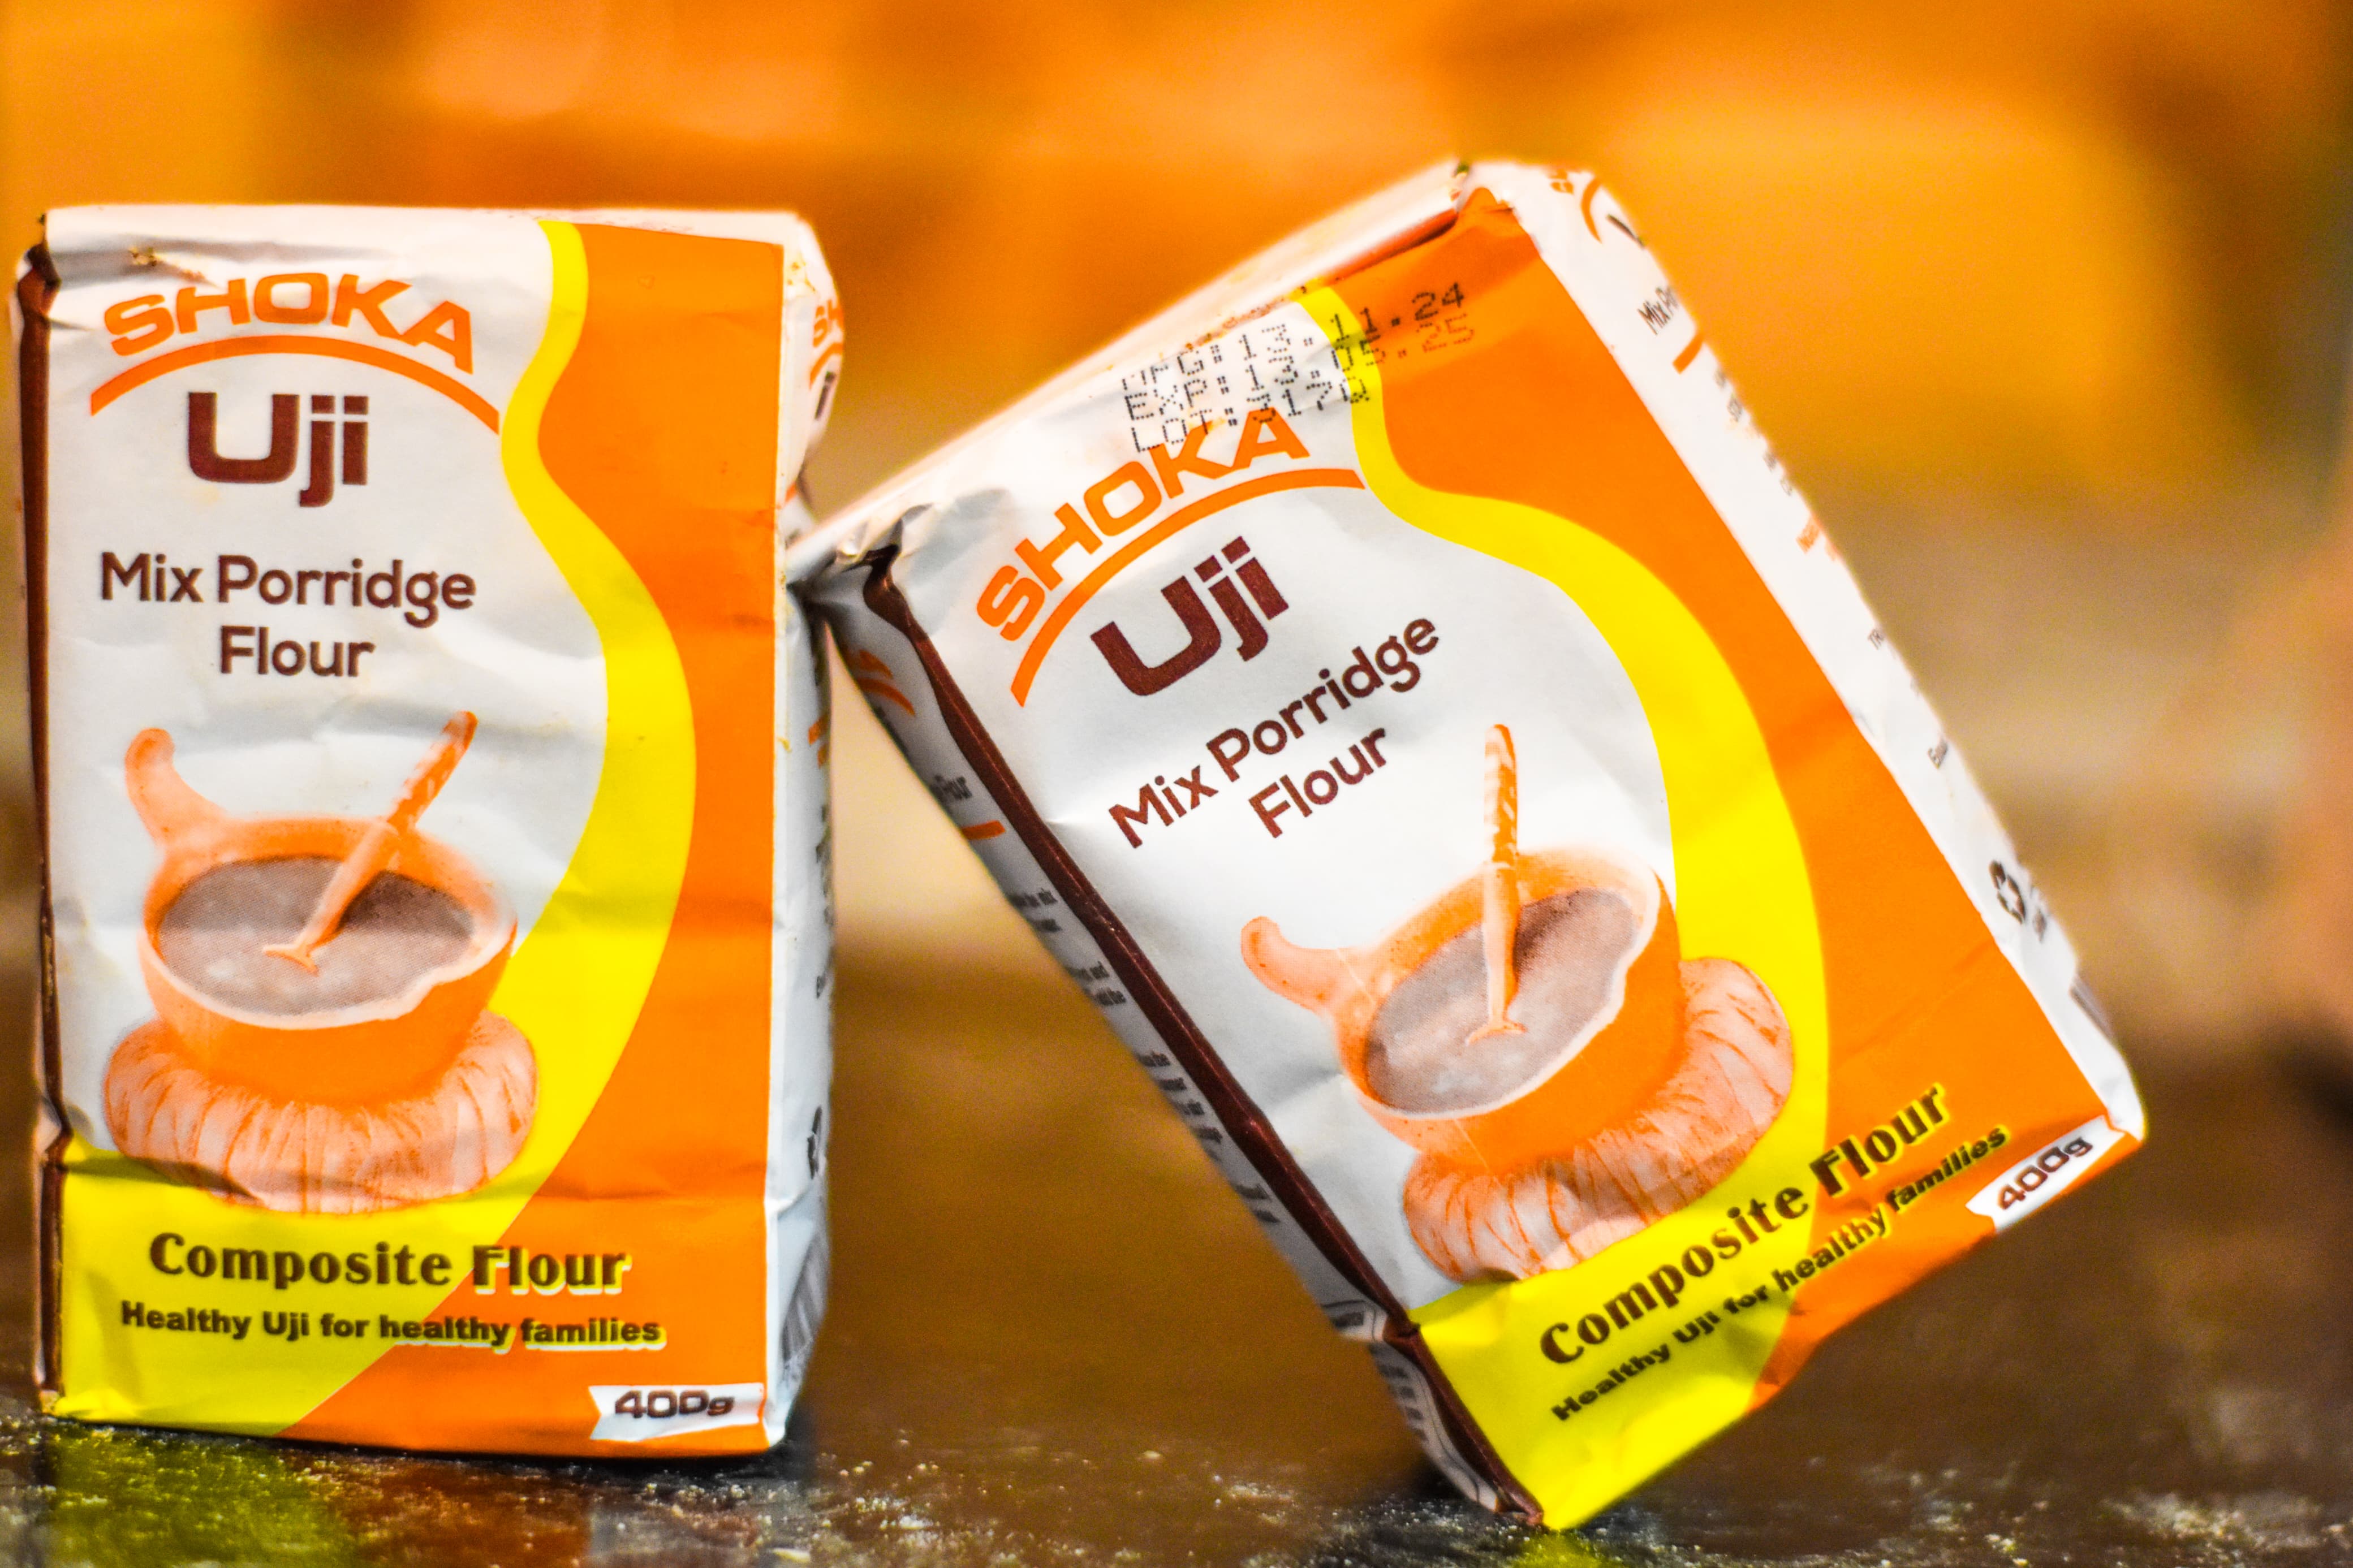 SHOKA
Uji
Mix Porridge
Flour
Composite Flour
Healthy Uji for healthy families
400g
MFG:13.11.24
EXP:13.05.25
LOT:
SHOKA
Uji
Mix Porridge
Flour
Composite Flour
Healthy Uji for healthy families
400g